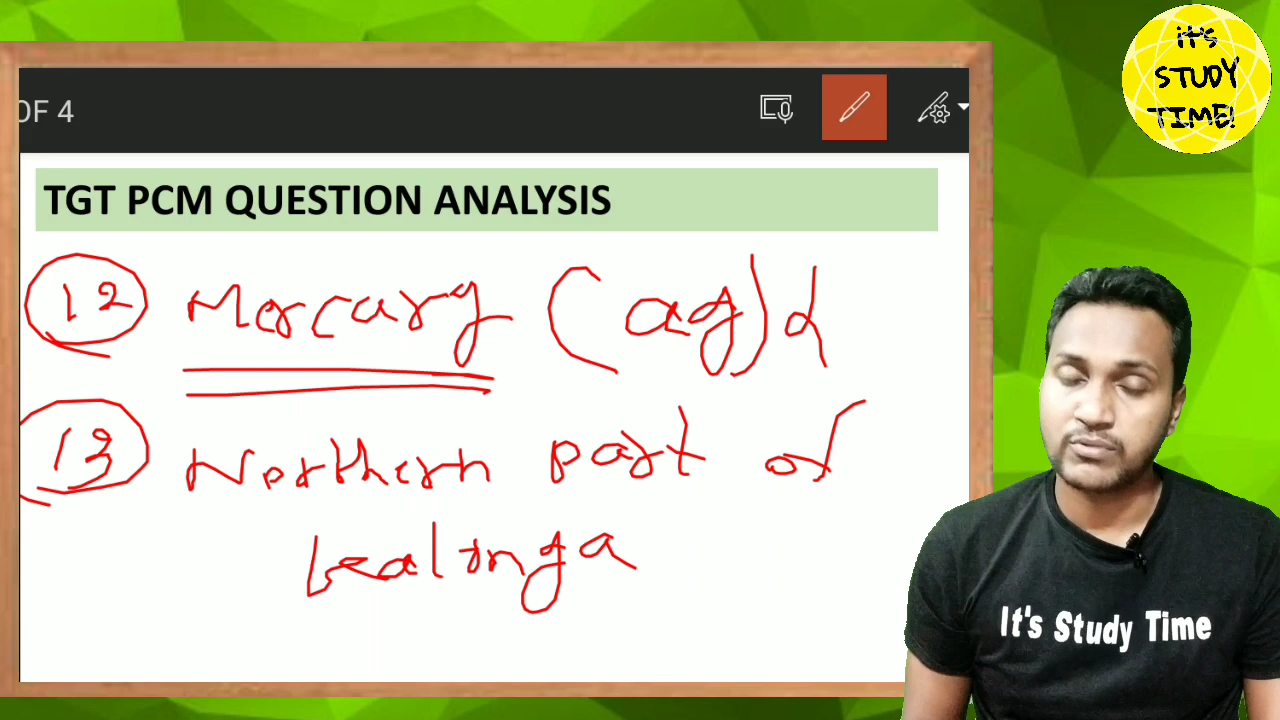 it's
STUDY
TIME!
OF 4
TGT PCM QUESTION ANALYSIS
12 Mercary (ag)
13 Northern part of
kalinga
It's Study Time